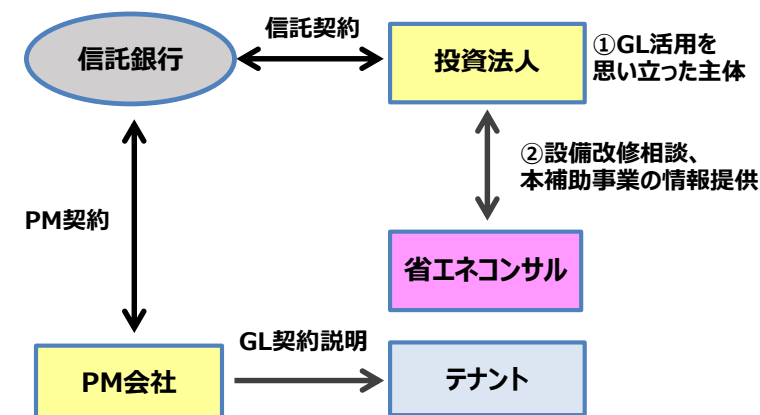 信託契約
信託銀行
投資法人
①GL活用を
思い立った主体
②設備改修相談、
本補助事業の情報提供
PM契約
省エネコンサル
GL契約説明
PM会社
テナント